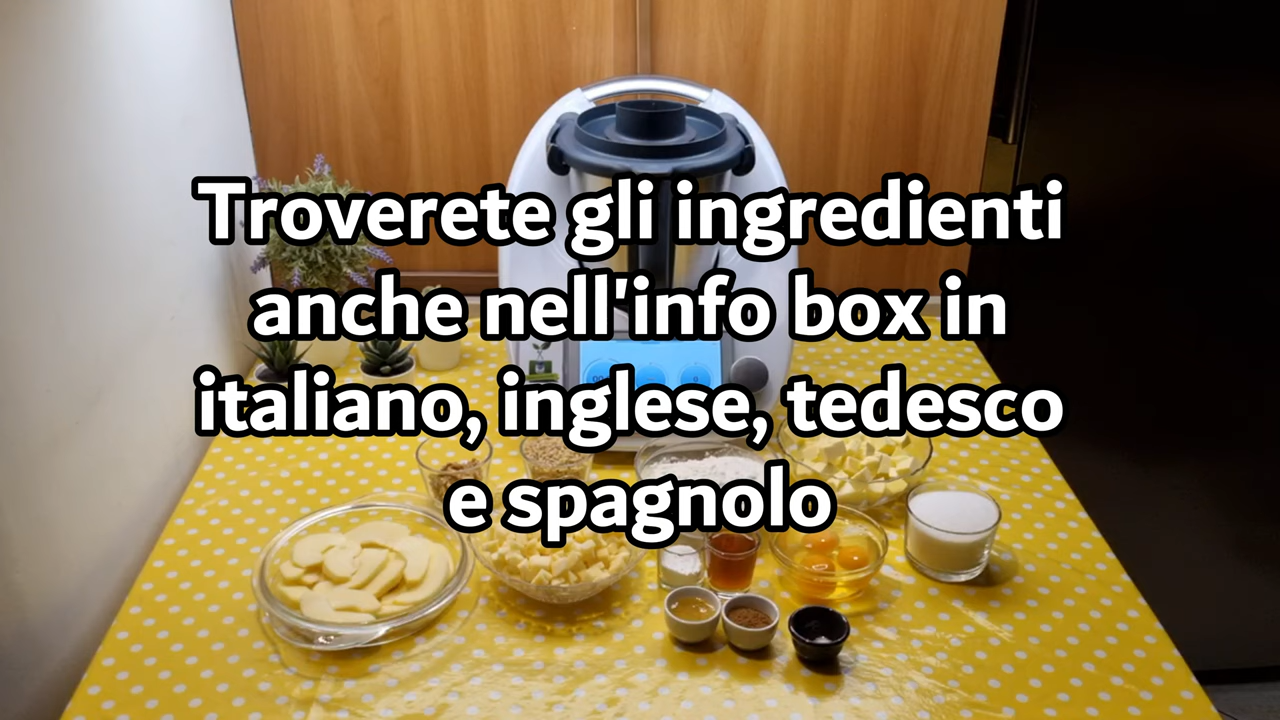 Troverete gli ingredienti
anche nell'info box in
italiano, inglese, tedesco
e spagnolo